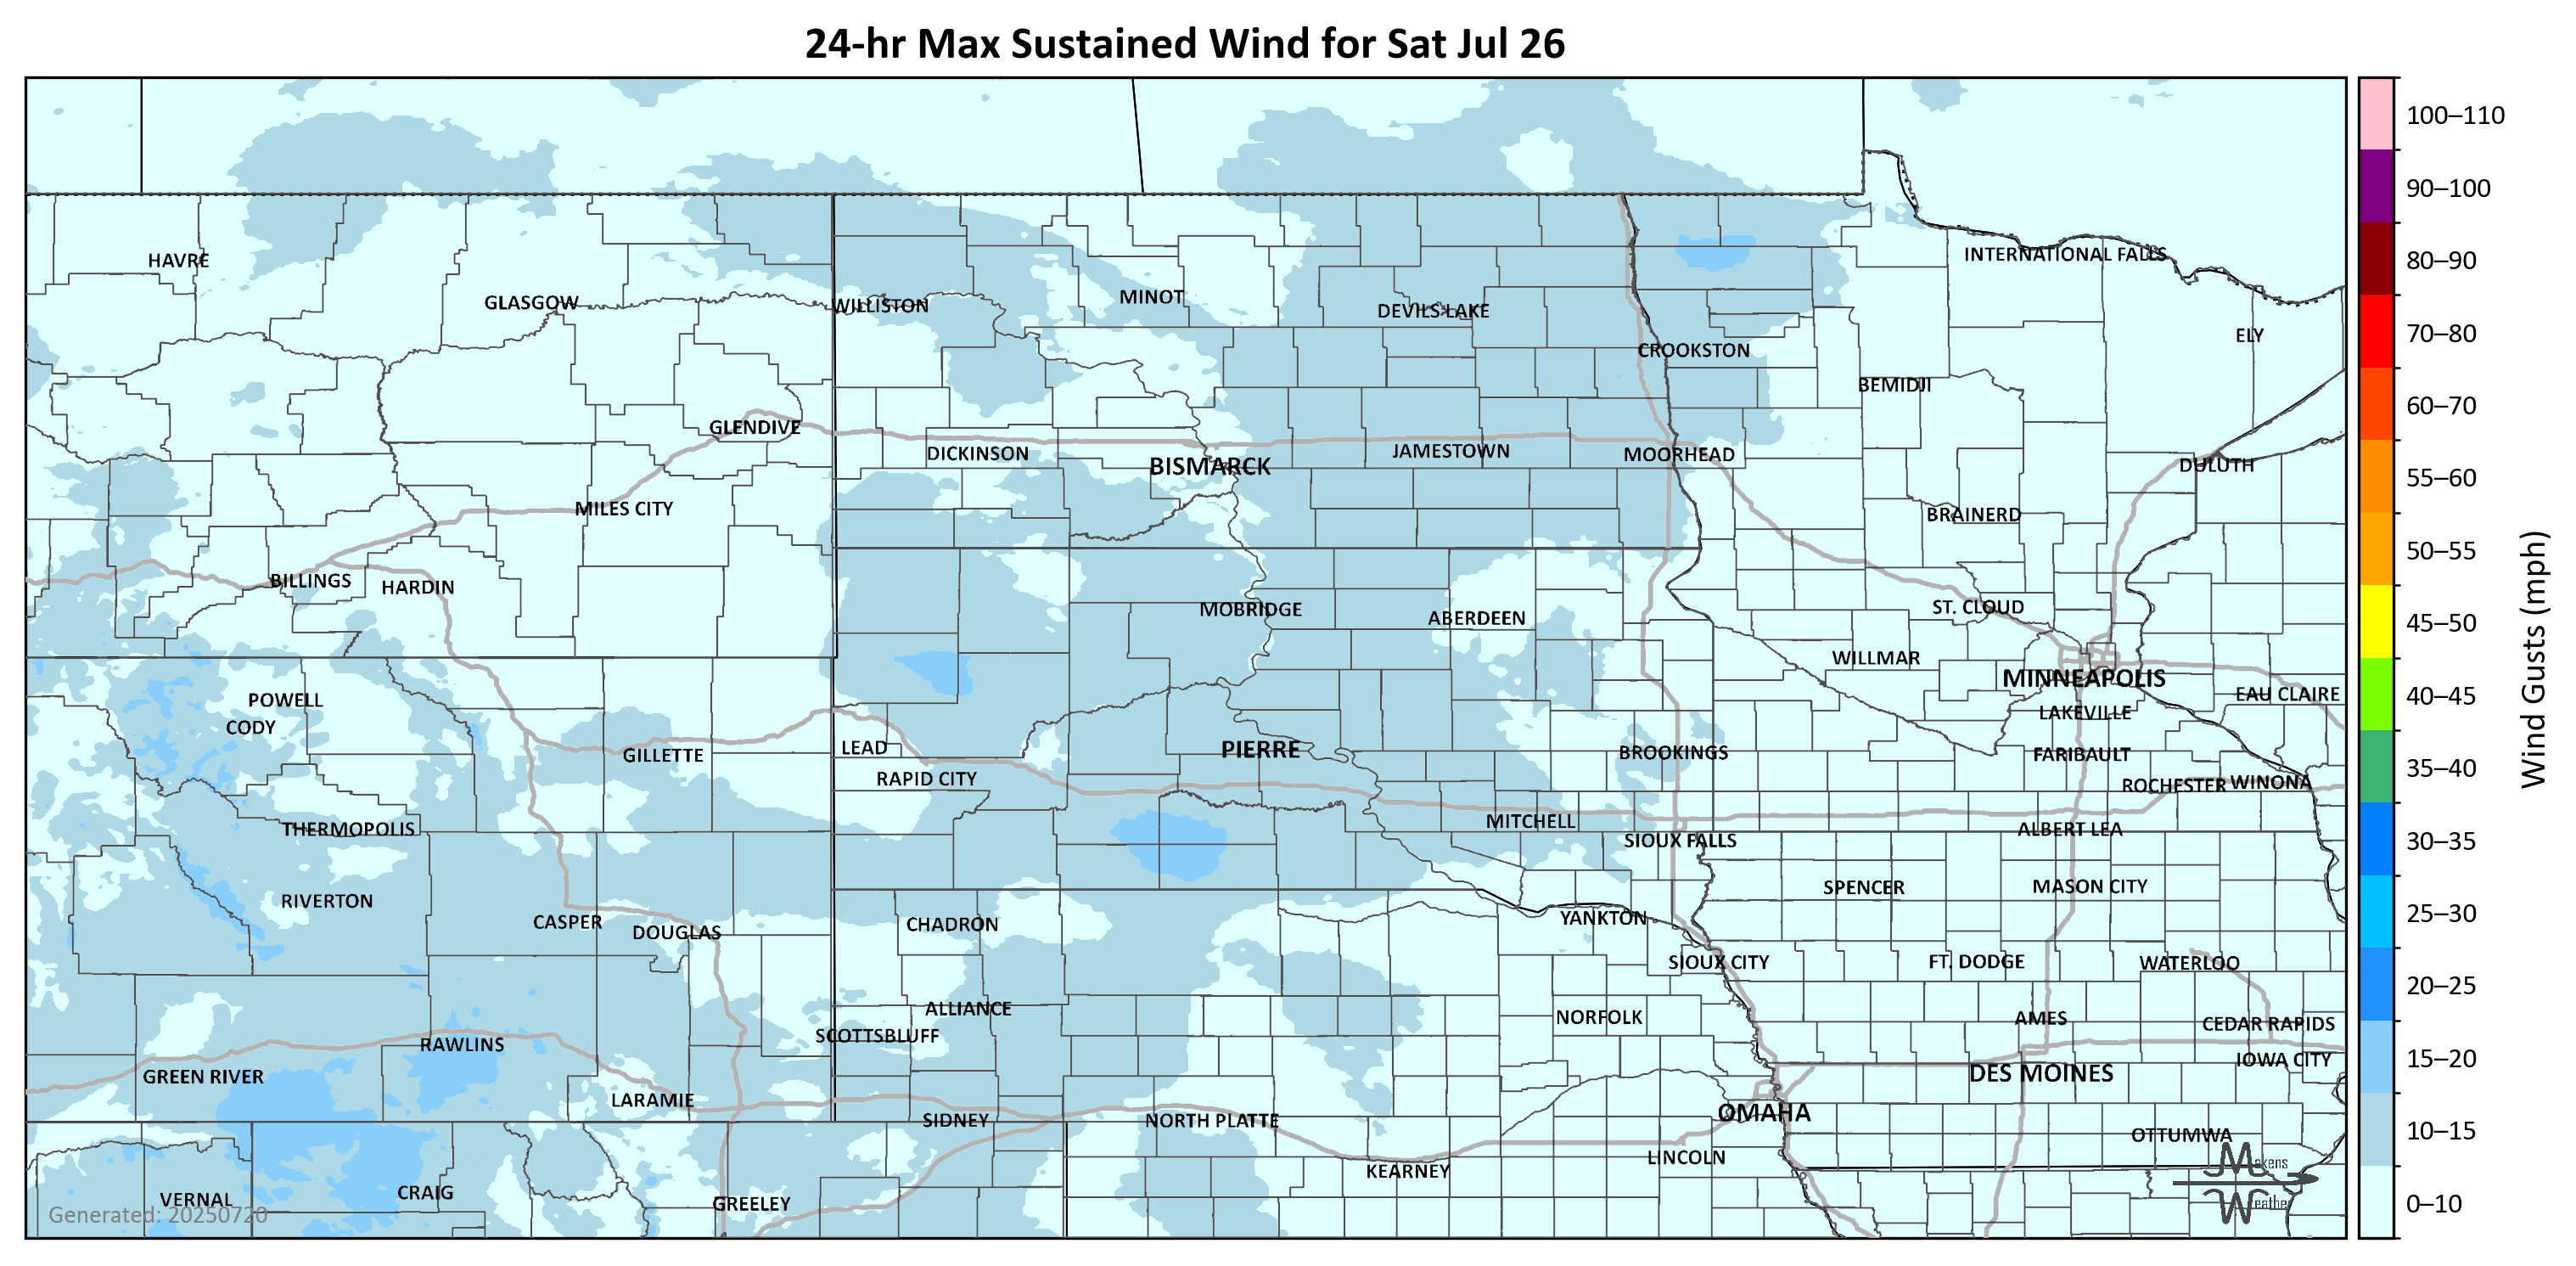 24-hr Max Sustained Wind for Sat Jul 26
100–110
90–100
80–90
70–80
60–70
55–60
50–55
45–50
40–45
35–40
30–35
25–30
20–25
15–20
10–15
0–10
Wind Gusts (mph)
HAVRE
INTERNATIONAL FALLS
GLASGOW
WILLISTON
MINOT
DEVILS LAKE
ELY
CROOKSTON
BEMIDJI
GLENDIVE
DICKINSON
BISMARCK
JAMESTOWN
MOORHEAD
DULUTH
MILES CITY
BRAINERD
BILLINGS
HARDIN
MOBRIDGE
ABERDEEN
ST. CLOUD
WILLMAR
MINNEAPOLIS
EAU CLAIRE
POWELL
CODY
LAKEVILLE
GILLETTE
LEAD
PIERRE
BROOKINGS
FARIBAULT
RAPID CITY
ROCHESTER
WINONA
THERMOPOLIS
MITCHELL
ALBERT LEA
SIOUX FALLS
SPENCER
MASON CITY
RIVERTON
CASPER
DOUGLAS
CHADRON
YANKTON
SIOUX CITY
FT. DODGE
WATERLOO
ALLIANCE
NORFOLK
AMES
CEDAR RAPIDS
SCOTTSBLUFF
RAWLINS
IOWA CITY
GREEN RIVER
DES MOINES
LARAMIE
OMAHA
SIDNEY
NORTH PLATTE
OTTUMWA
LINCOLN
KEARNEY
VERNAL
CRAIG
GREELEY
Generated: 20250720
Makens
Weather